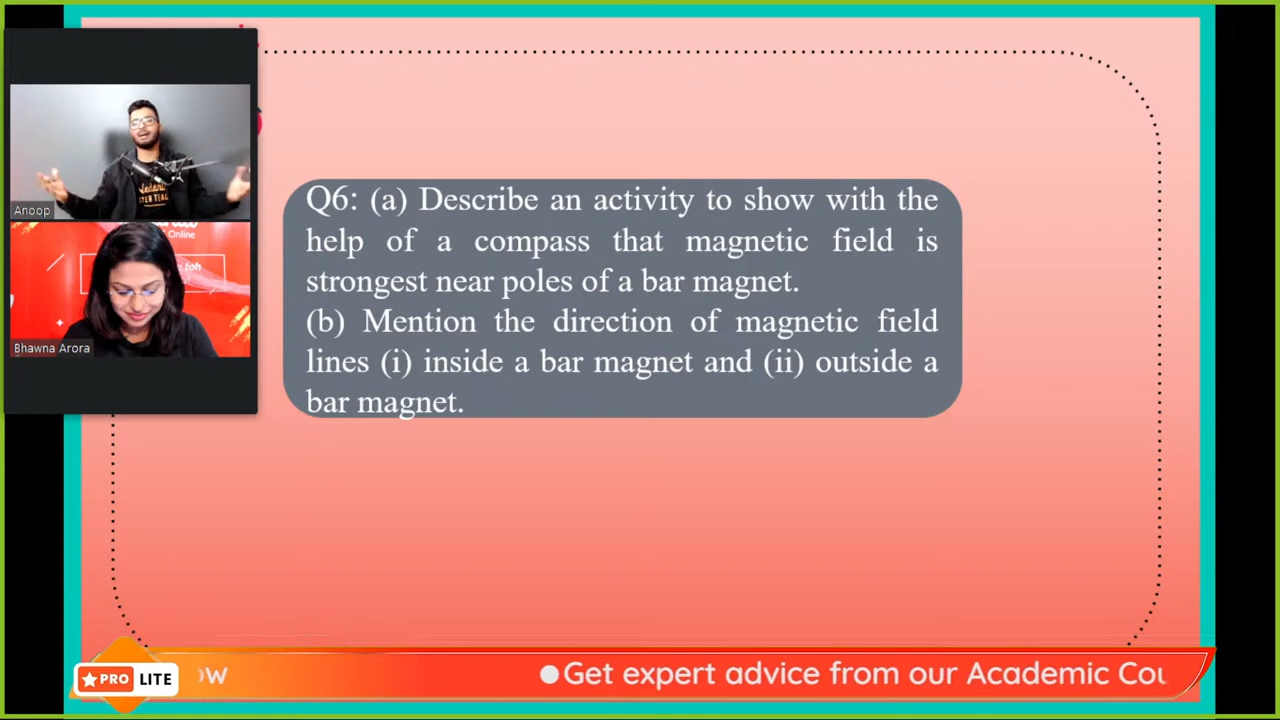 Online
toh
Anoop
Bhawna Arora
Q6: (a) Describe an activity to show with the
help of a compass that magnetic field is
strongest near poles of a bar magnet.
(b) Mention the direction of magnetic field
lines (i) inside a bar magnet and (ii) outside a
bar magnet.
PRO LITE
Get expert advice from our Academic